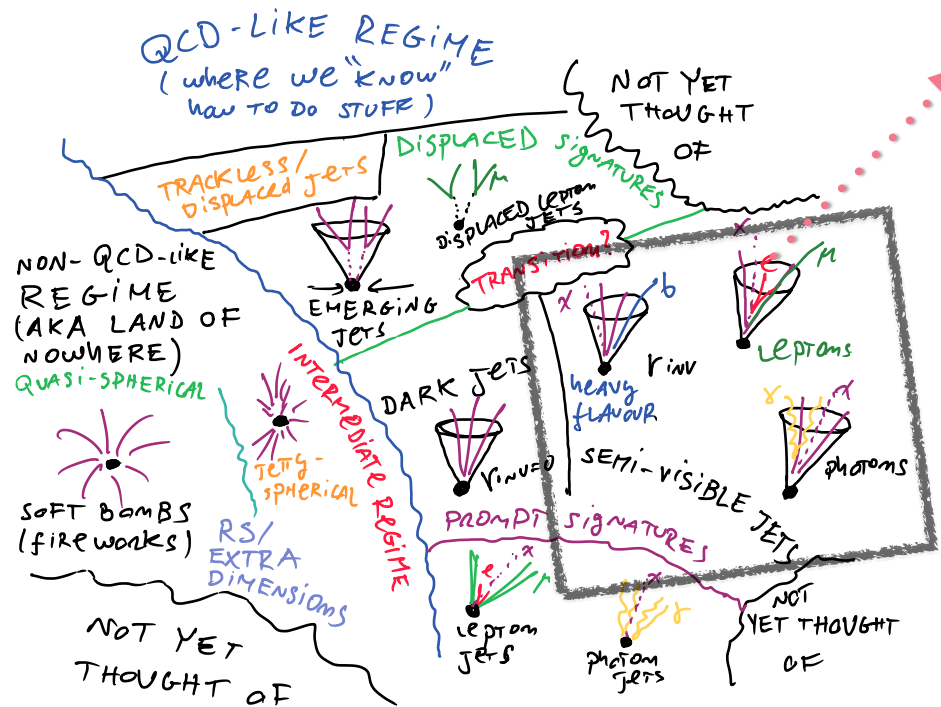 QCD-LIKE REGIME
(WHERE WE "KNOW"
HOW TO DO STUFF)
NOT YET
THOUGHT
OF
TRACKLESS/
DISPLACED JETS
DISPLACED SIGNATURES
μ
DISPLACED LEPTON
JETS
EMERGING
JETS
TRANSITION?
NON-QCD-LIKE
REGIME
(AKA LAND OF
NOWHERE)
QUASI-SPHERICAL
SOFT BOMBS
(FIREWORKS)
JETTY-
SPHERICAL
RS/
EXTRA
DIMENSIONS
INTERMEDIATE REGIME
DARK JETS
rinv=0
x
b
rinv
HEAVY
FLAVOUR
x
e
μ
LEPTONS
γ
x
PHOTONS
SEMI-VISIBLE JETS
PROMPT SIGNATURES
e
x
μ
LEPTON
JETS
x
γ
PHOTON
JETS
NOT YET
THOUGHT OF
NOT
YET THOUGHT
OF